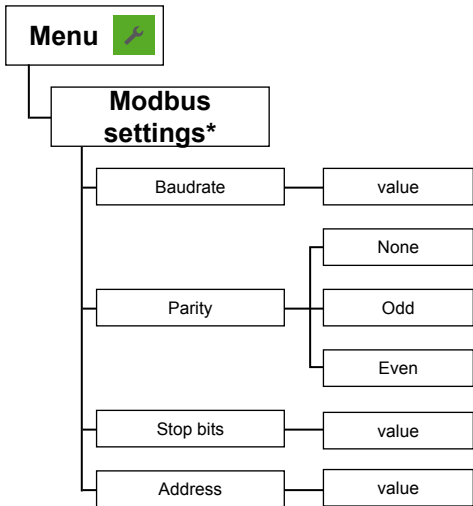 Menu
Modbus
settings*
Baudrate
value
Parity
None
Odd
Even
Stop bits
value
Address
value